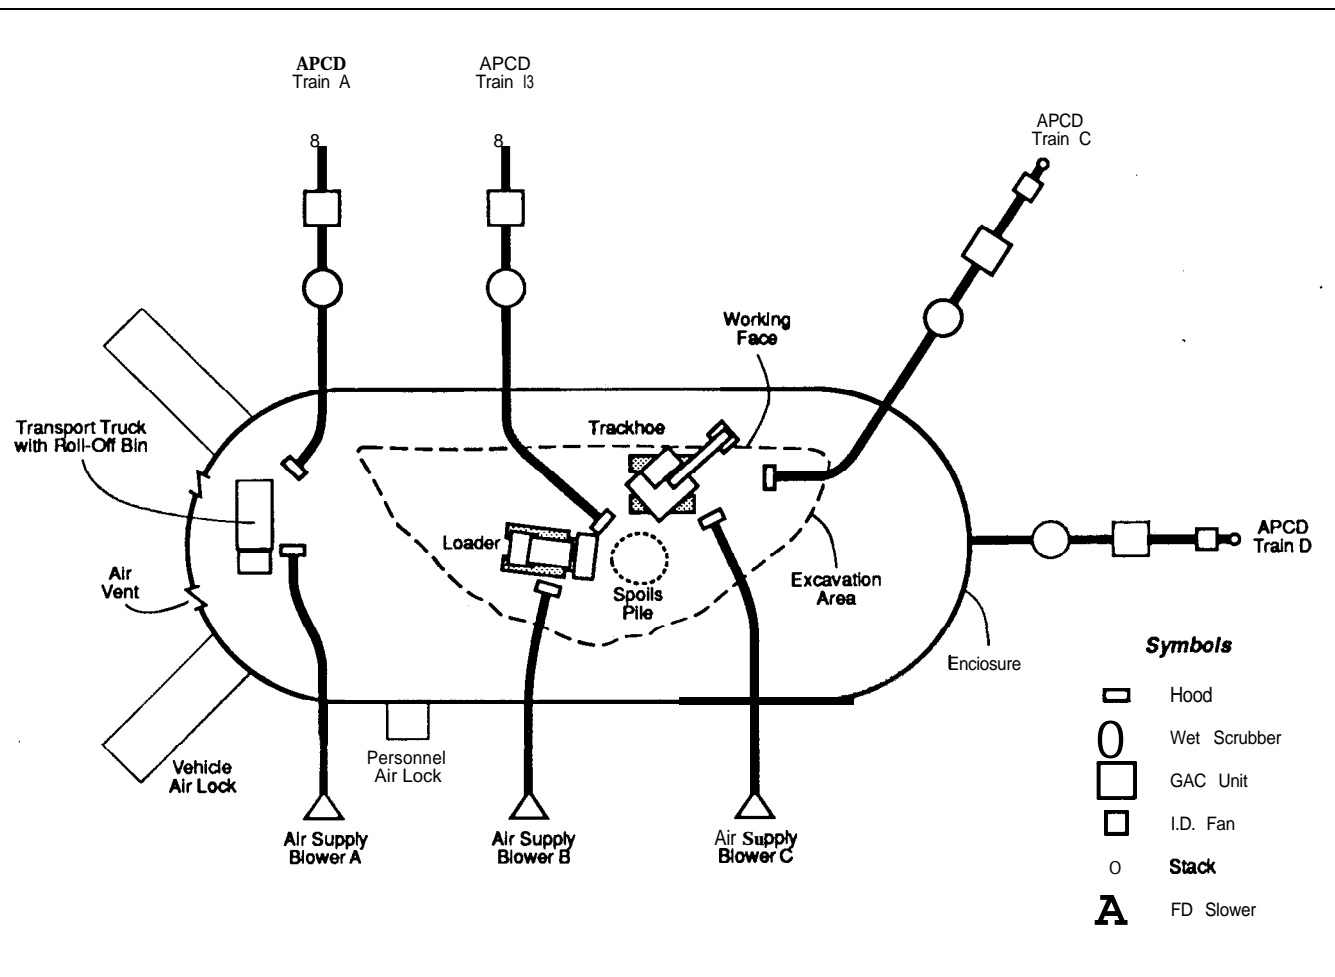 APCD
Train A
APCD
Train I3
APCD
Train C
8
8
Working
Face
Transport Truck
with Roll-Off Bin
Trackhoe
Loader
APCD
Train D
Air
Vent
Spoils
Pile
Excavation
Area
Enciosure
Symbols
Hood
Wet Scrubber
GAC Unit
I.D. Fan
O Stack
A FD Slower
Vehicle
Air Lock
Personnel
Air Lock
Air Supply
Blower A
Air Supply
Blower B
Air Supply
Blower C